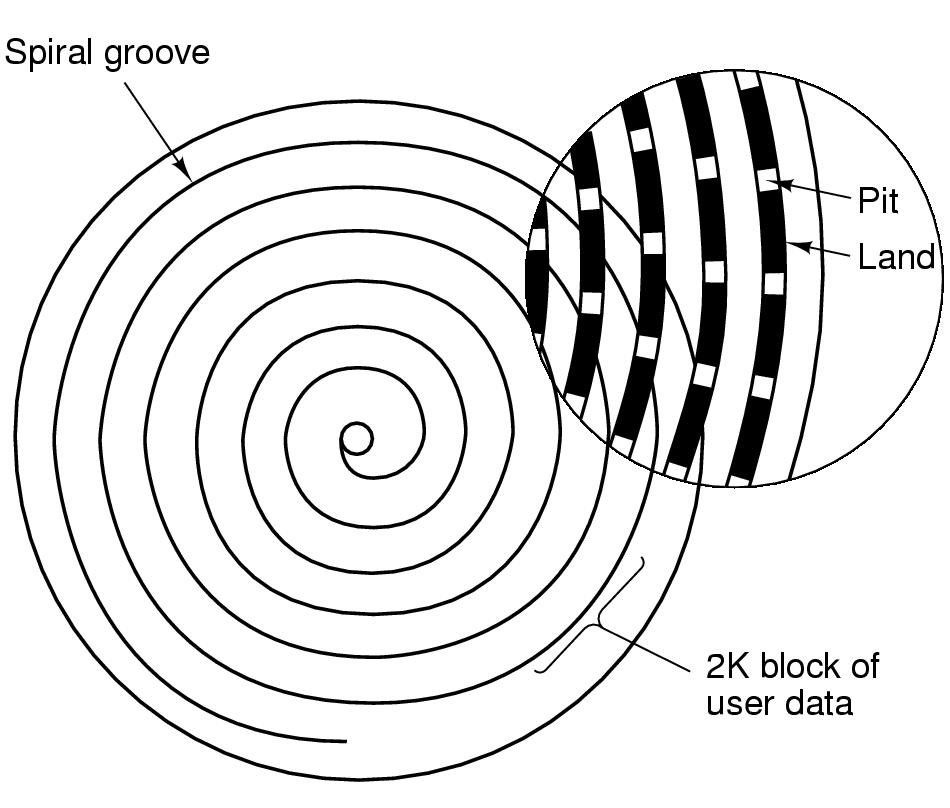 Spiral groove
Pit
Land
2K block of
user data